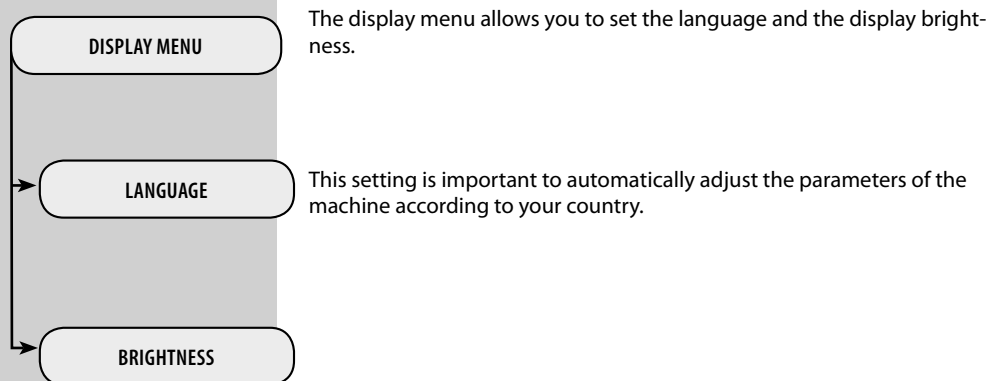 DISPLAY MENU
The display menu allows you to set the language and the display bright-
ness.
LANGUAGE
This setting is important to automatically adjust the parameters of the
machine according to your country.
BRIGHTNESS